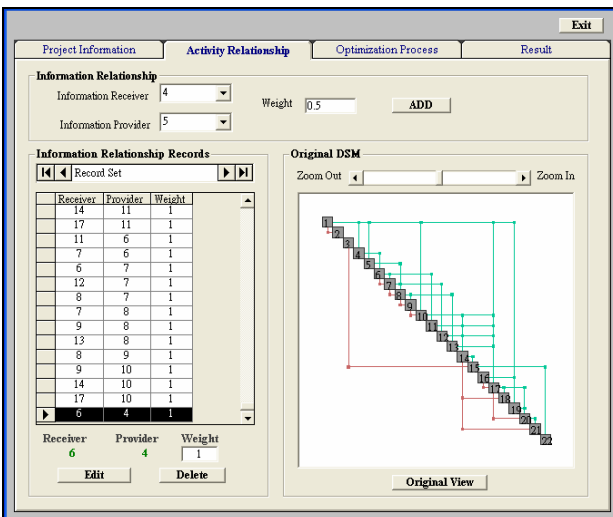 Exit
Project Information Activity Relationship Optimization Process Result
Information Relationship
Information Receiver 4
Weight 0.5 ADD
Information Provider 5
Information Relationship Records
Record Set
Receiver Provider Weight
14 11 1
17 11 1
11 6 1
7 6 1
6 7 1
12 7 1
8 7 1
7 8 1
9 8 1
13 8 1
8 9 1
9 10 1
14 10 1
17 10 1
6 4 1
Receiver Provider Weight
6 4 1
Edit Delete
Original DSM
Zoom Out Zoom In
1
2
3
4
5
6
7
8
9
10
11
12
13
14
15
16
17
18
19
20
21
22
Original View